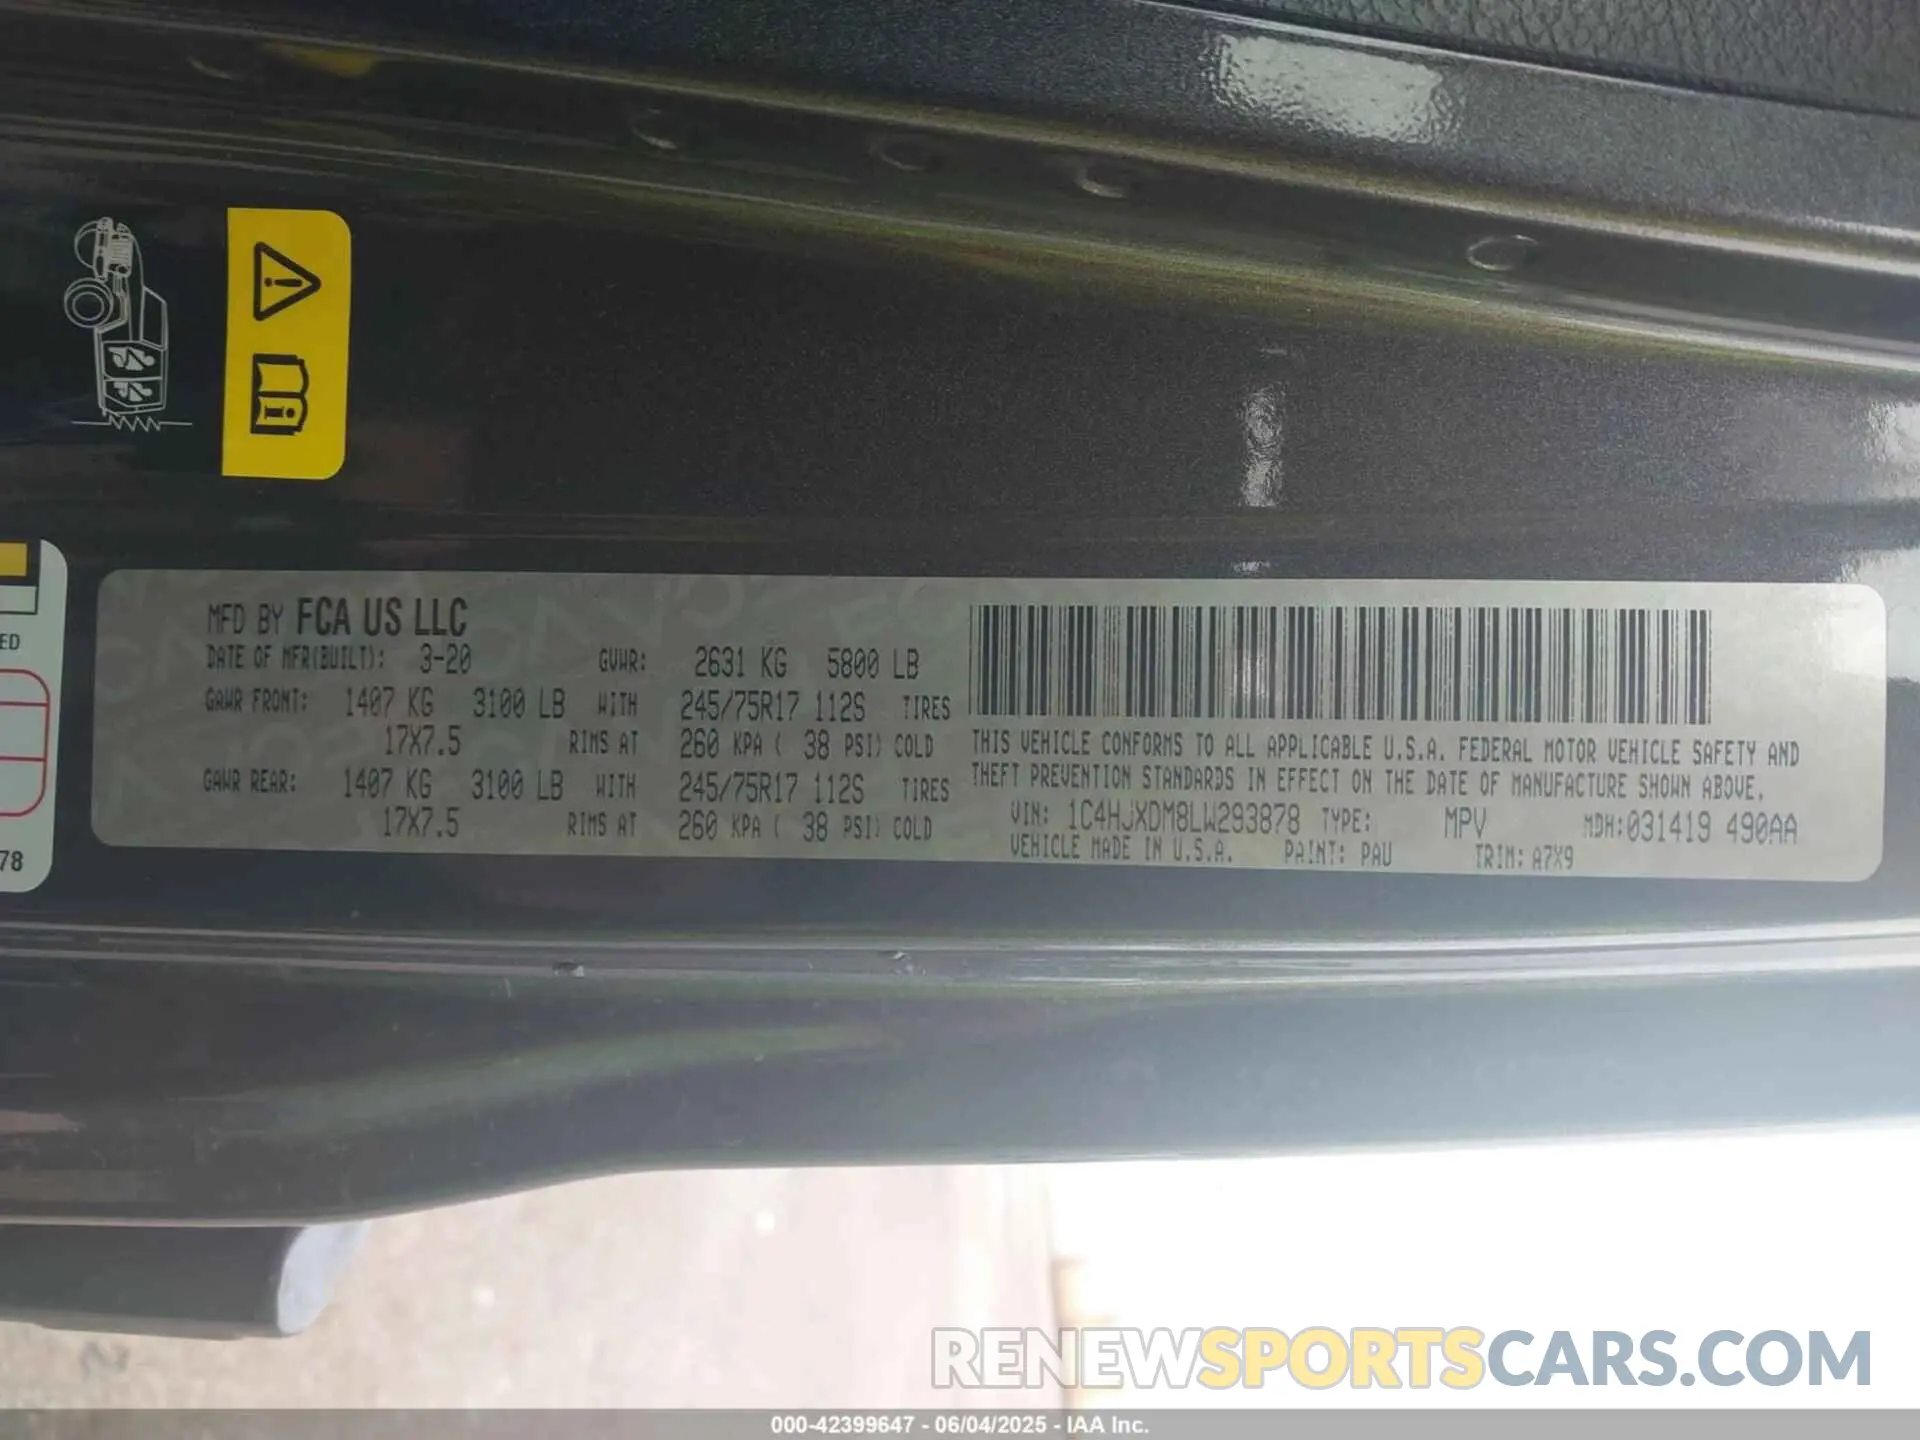 MFD BY FCA US LLC
DATE OF MFR(BUILT): 3-20 GVWR: 2631 KG 5800 LB
GAWR FRONT: 1407 KG 3100 LB WITH 245/75R17 112S TIRES
17X7.5 RIMS AT 260 KPA ( 38 PSI) COLD
GAWR REAR: 1407 KG 3100 LB WITH 245/75R17 112S TIRES
17X7.5 RIMS AT 260 KPA ( 38 PSI) COLD
THIS VEHICLE CONFORMS TO ALL APPLICABLE U.S.A. FEDERAL MOTOR VEHICLE SAFETY AND
THEFT PREVENTION STANDARDS IN EFFECT ON THE DATE OF MANUFACTURE SHOWN ABOVE.
VIN: 1C4HJXDM8LW293878 TYPE: MPV MDH:031419 490AA
VEHICLE MADE IN U.S.A. PAINT: PAU TRIM: A7X9
ED
78
RENEWSPORTSCARS.COM
000-42399647 - 06/04/2025 - IAA Inc.